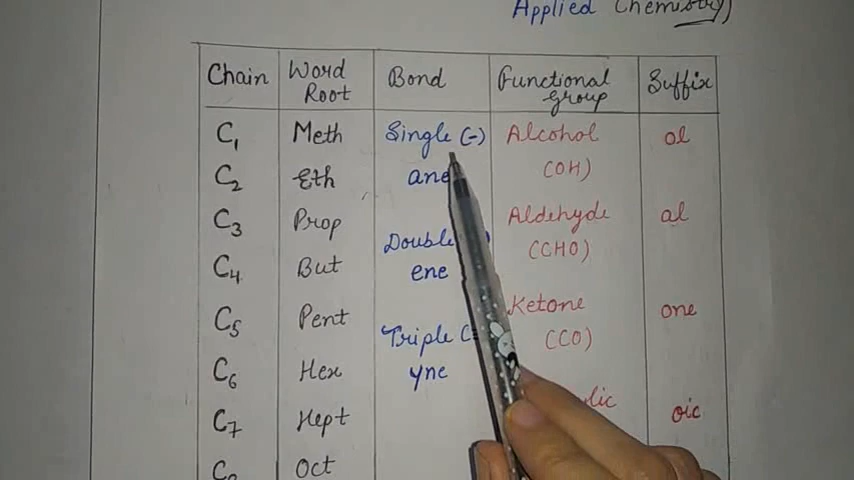 Applied Chemistry)
Chain Word Root Bond Functional Group Suffix
C₁ Meth Single (-) Alcohol ol
C₂ Eth ane (OH)
C₃ Prop Aldehyde al
Double
(CHO)
C₄ But ene
C₅ Pent Ketone one
Triple (
(CO)
C₆ Hex yne
C₇ Hept oic
Oct